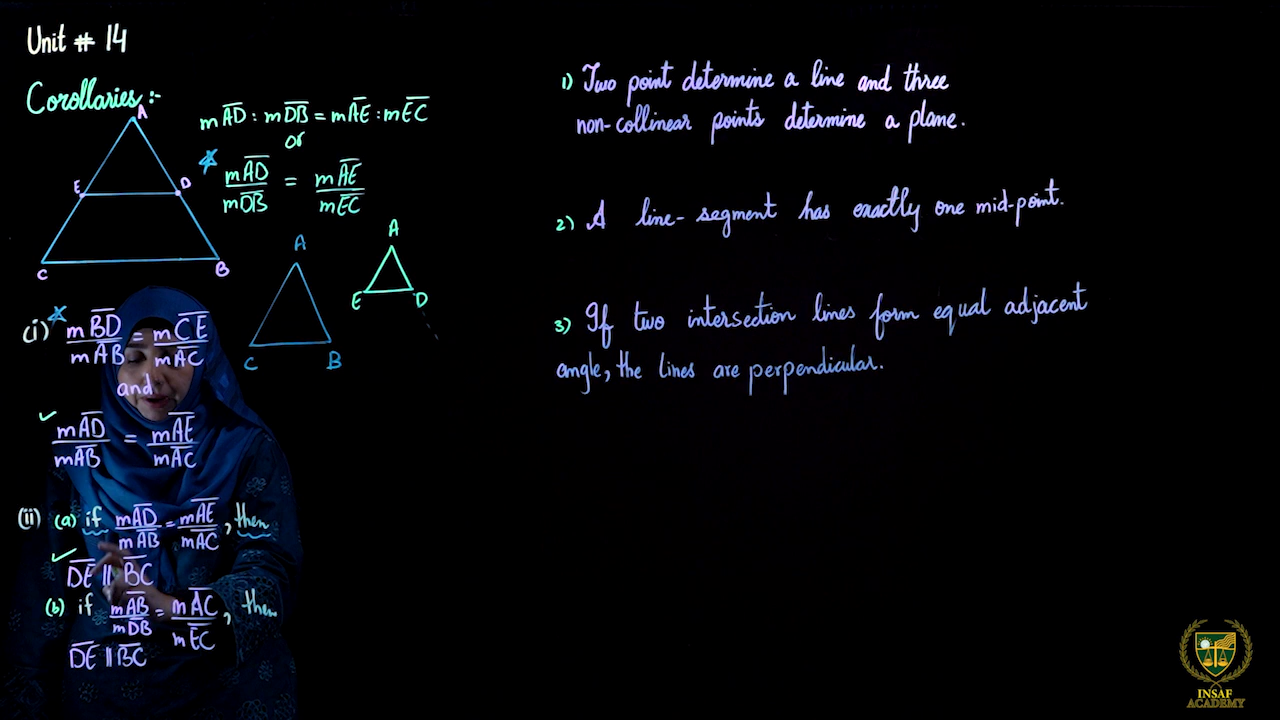 Unit # 14
Corollaries :-
mAD : mDB = mAE : mEC
or
mAD/mDB = mAE/mEC
A
E D
C B
A
C B
A
E D
(i) mBD/mAB = mCE/mAC
and
mAD/mAB = mAE/mAC
(ii) (a) if mAD/mAB = mAE/mAC, then
DE || BC
(b) if mAB/mDB = mAC/mEC, then
DE || BC
1) Two point determine a line and three
non-collinear points determine a plane.
2) A line-segment has exactly one mid-point.
3) If two intersection lines form equal adjacent
angle, the lines are perpendicular.
INSAF
ACADEMY